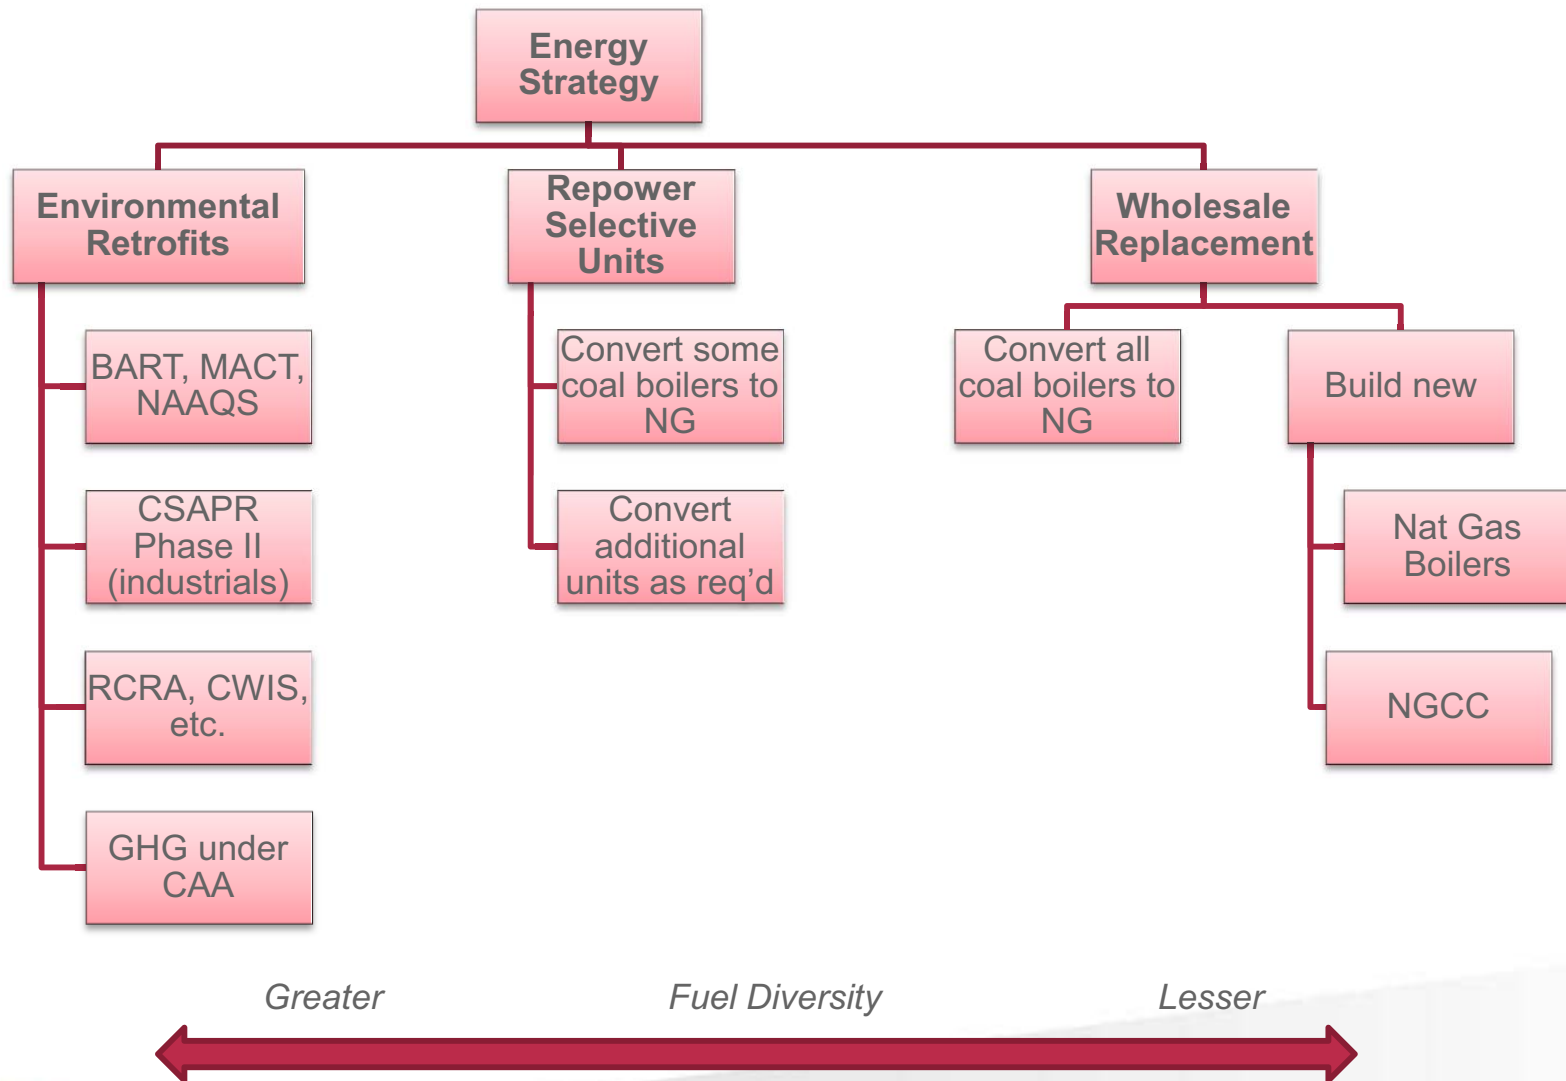 Energy
Strategy
Environmental
Retrofits
Repower
Selective
Units
Wholesale
Replacement
BART, MACT,
NAAQS
CSAPR
Phase II
(industrials)
RCRA, CWIS,
etc.
GHG under
CAA
Convert some
coal boilers to
NG
Convert
additional
units as req’d
Convert all
coal boilers to
NG
Build new
Nat Gas
Boilers
NGCC
Greater
Fuel Diversity
Lesser